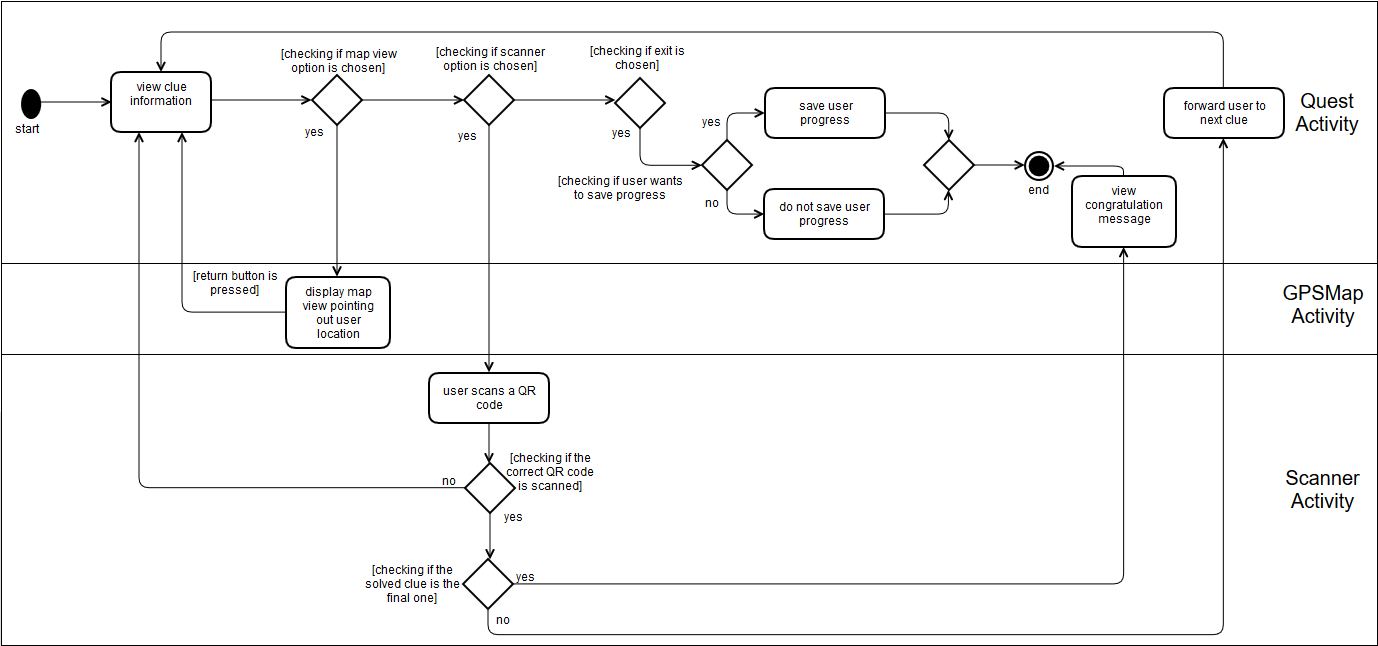 start
view clue
information
[checking if map view
option is chosen]
yes
[checking if scanner
option is chosen]
yes
[checking if exit is
chosen]
yes
[checking if user wants
to save progress
yes
no
save user
progress
do not save user
progress
end
view
congratulation
message
forward user to
next clue
Quest
Activity
[return button is
pressed]
display map
view pointing
out user
location
GPSMap
Activity
user scans a QR
code
[checking if the
correct QR code
is scanned]
no
yes
[checking if the
solved clue is the
final one]
yes
no
Scanner
Activity